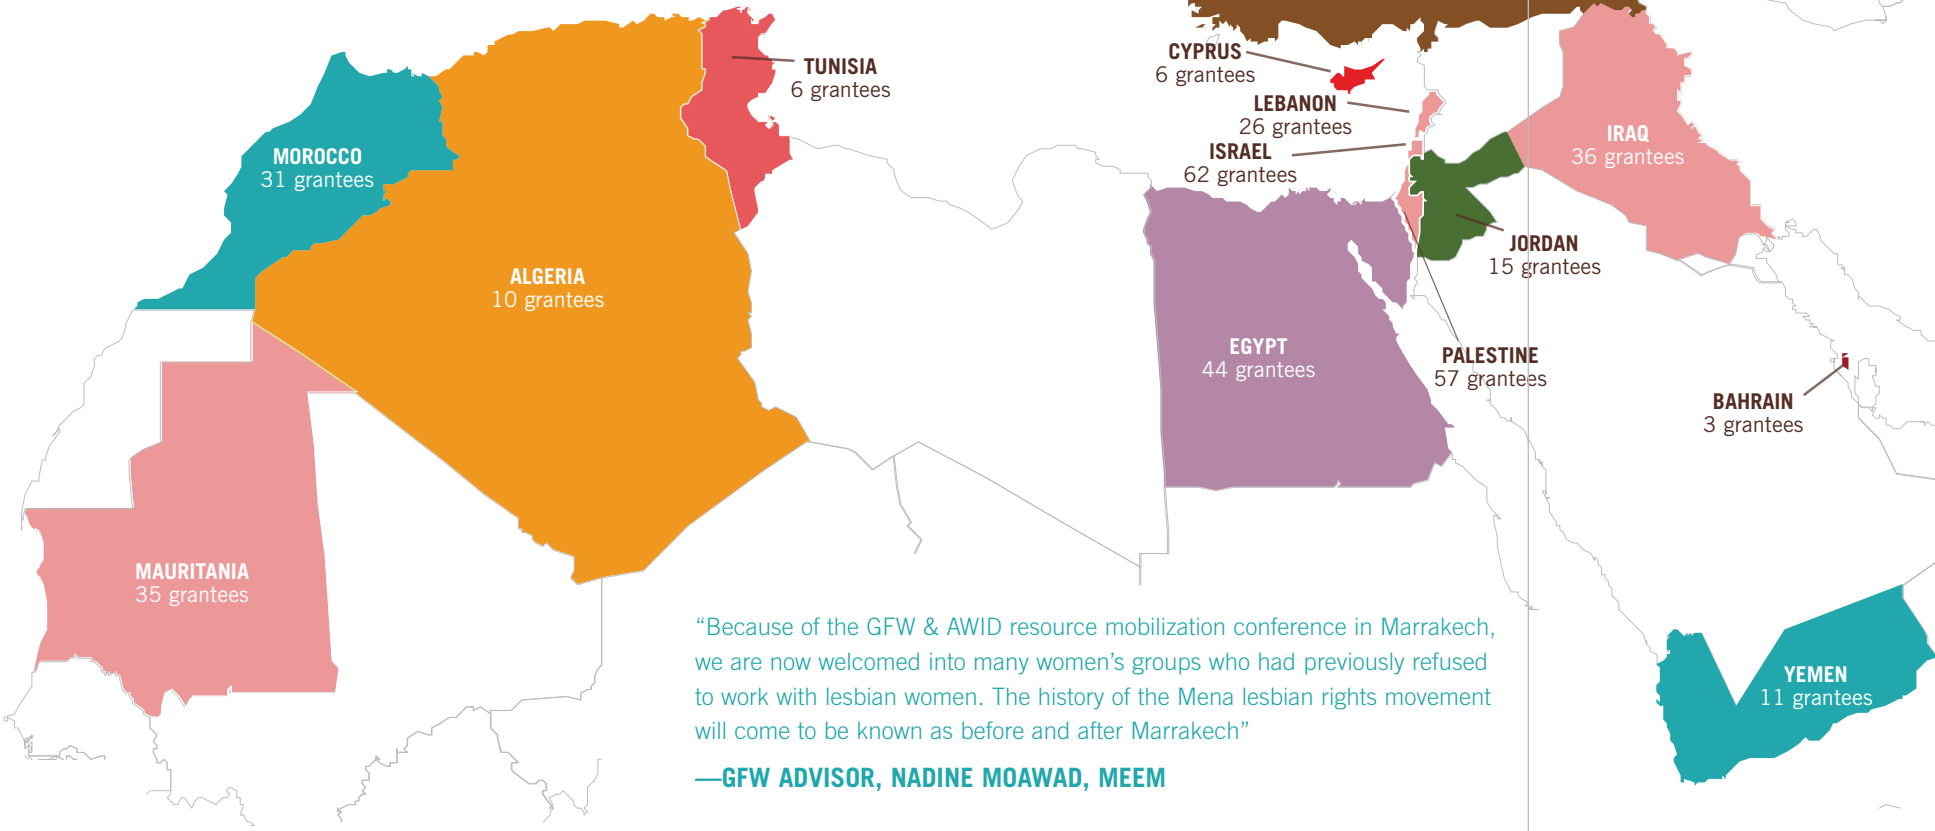 TUNISIA
6 grantees
CYPRUS
6 grantees
LEBANON
26 grantees
ISRAEL
62 grantees
IRAQ
36 grantees
MOROCCO
31 grantees
JORDAN
15 grantees
ALGERIA
10 grantees
EGYPT
44 grantees
PALESTINE
57 grantees
BAHRAIN
3 grantees
MAURITANIA
35 grantees
YEMEN
11 grantees
“Because of the GFW & AWID resource mobilization conference in Marrakech,
we are now welcomed into many women’s groups who had previously refused
to work with lesbian women. The history of the Mena lesbian rights movement
will come to be known as before and after Marrakech”
—GFW ADVISOR, NADINE MOAWAD, MEEM